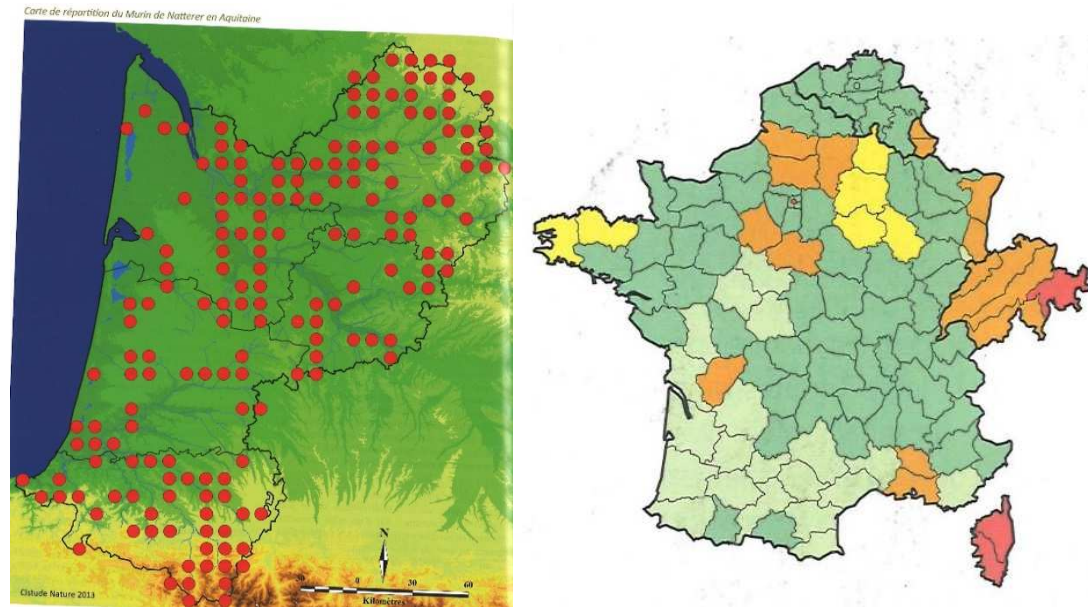 Carte de répartition du Murin de Natterer en Aquitaine
N
30 0 30 60
Kilomètres
Cistude Nature 2013